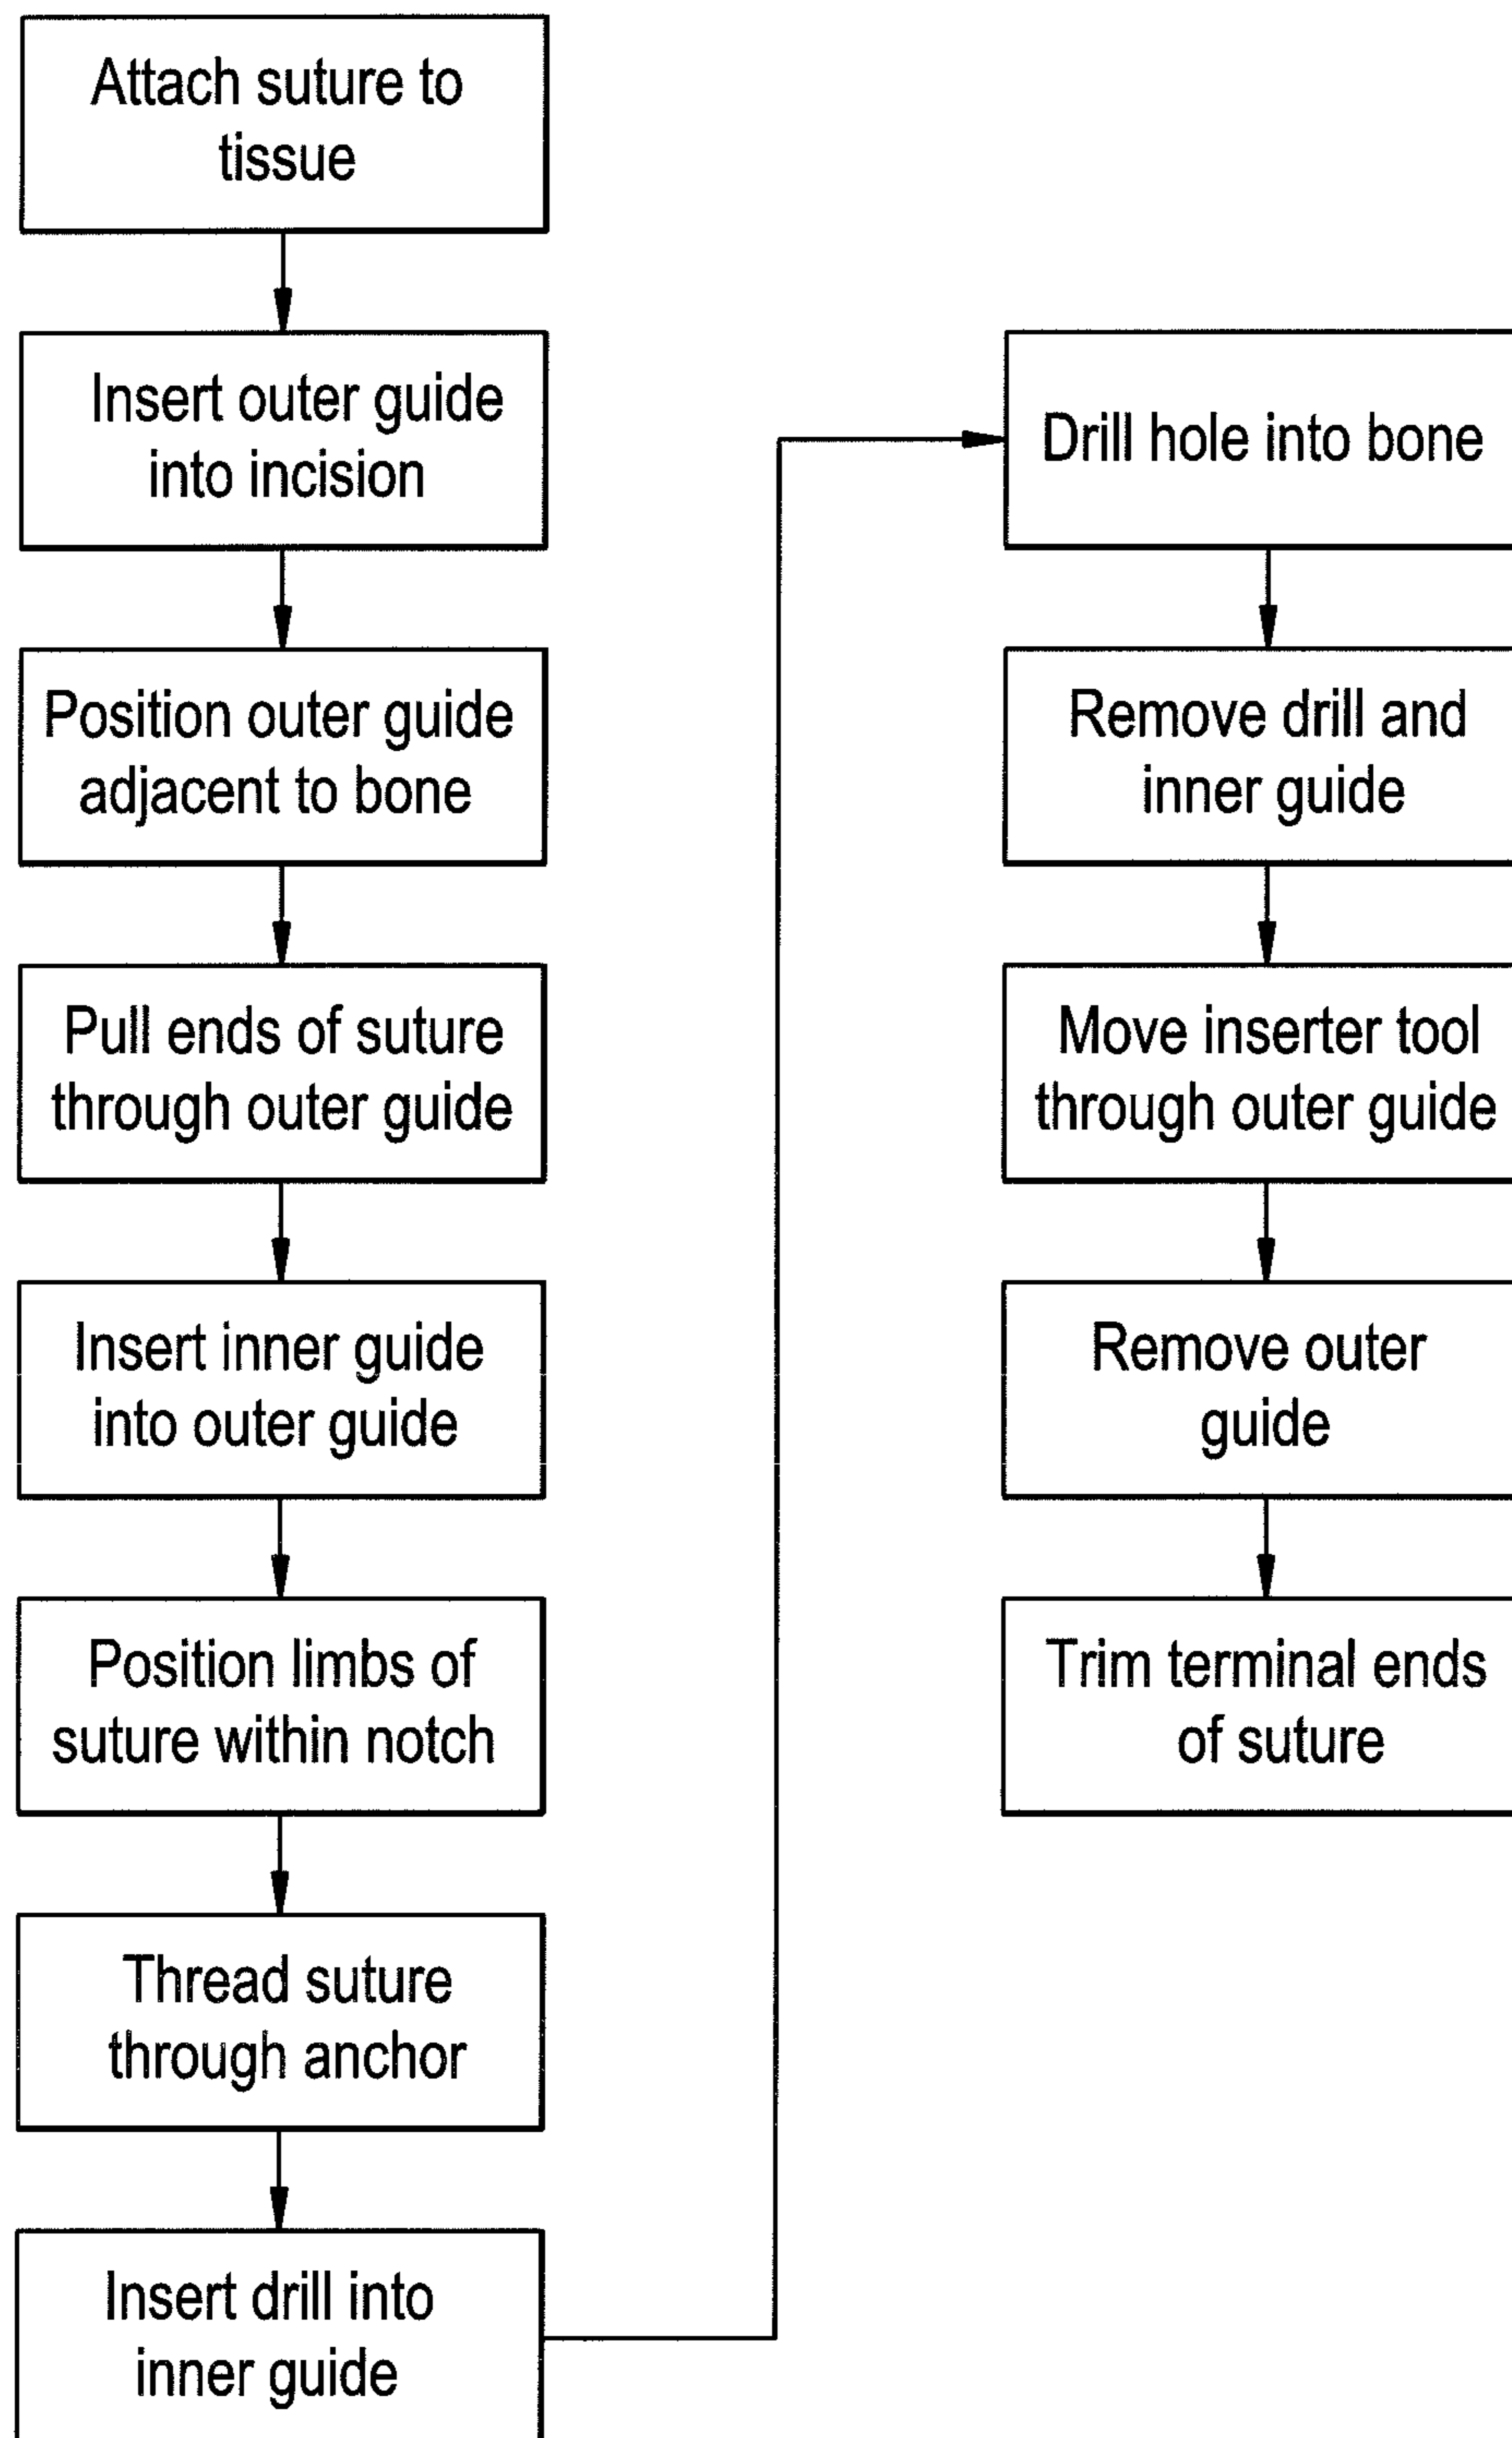 Attach suture to
tissue
Insert outer guide
into incision
Position outer guide
adjacent to bone
Pull ends of suture
through outer guide
Insert inner guide
into outer guide
Position limbs of
suture within notch
Thread suture
through anchor
Insert drill into
inner guide
Drill hole into bone
Remove drill and
inner guide
Move inserter tool
through outer guide
Remove outer
guide
Trim terminal ends
of suture